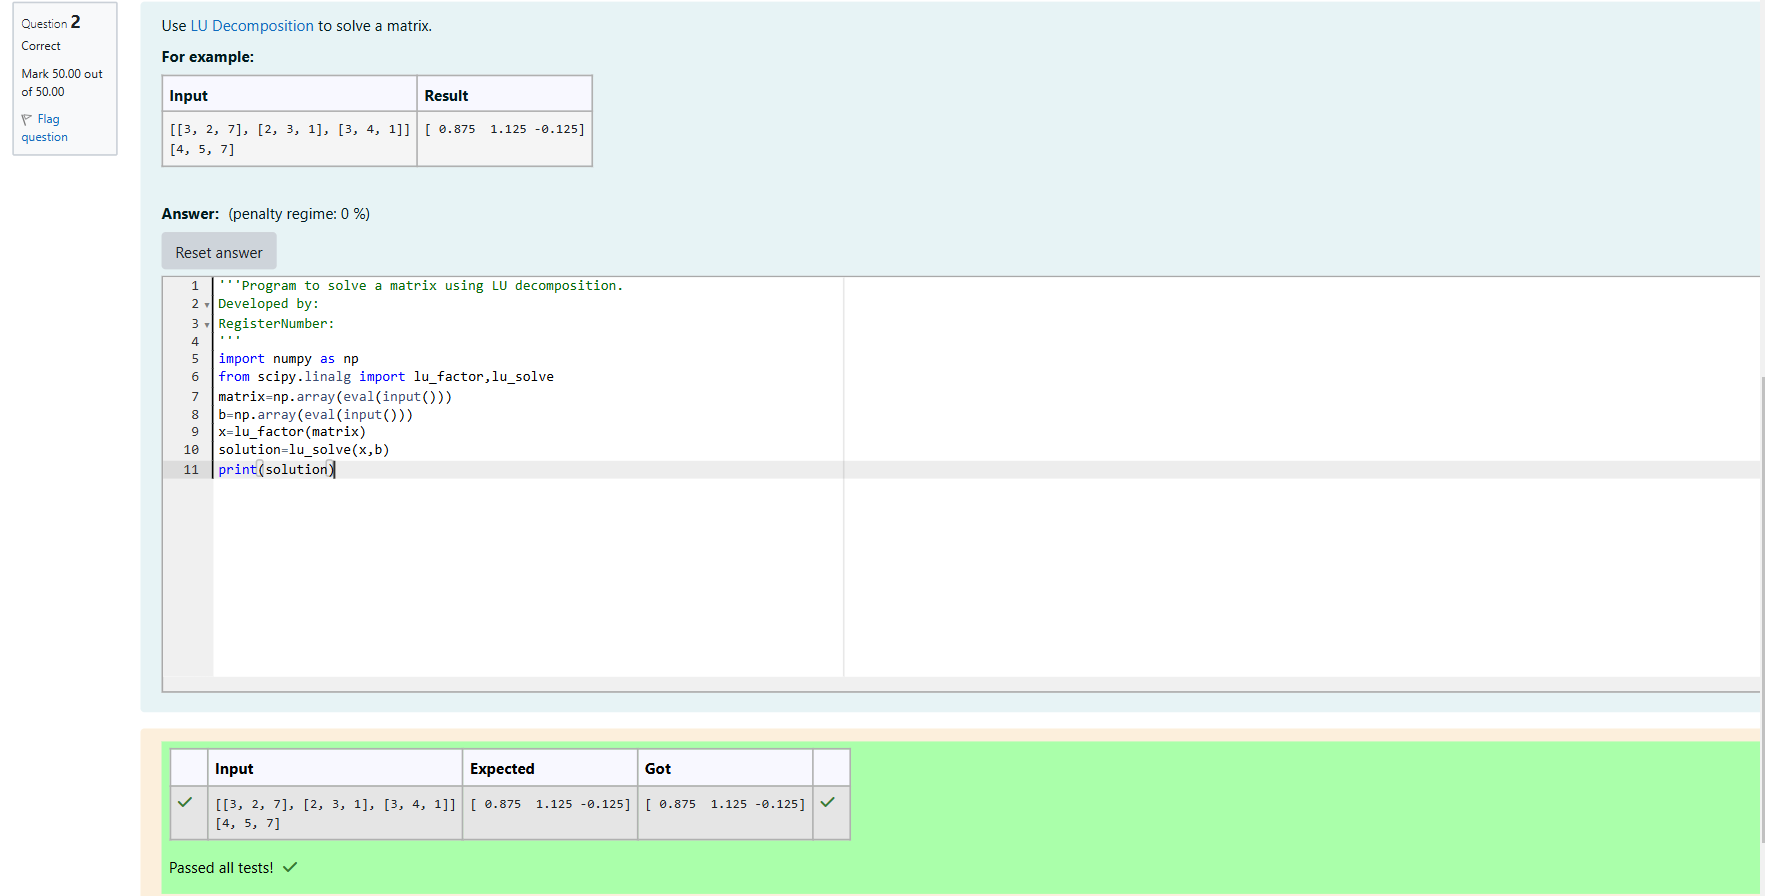 Question 2
Correct
Mark 50.00 out
of 50.00
Flag
question
Use LU Decomposition to solve a matrix.
For example:
Input Result
[[3, 2, 7], [2, 3, 1], [3, 4, 1]] [ 0.875  1.125 -0.125]
[4, 5, 7]
Answer: (penalty regime: 0 %)
Reset answer
1 '''Program to solve a matrix using LU decomposition.
2 Developed by:
3 RegisterNumber:
4 '''
5 import numpy as np
6 from scipy.linalg import lu_factor,lu_solve
7 matrix=np.array(eval(input()))
8 b=np.array(eval(input()))
9 x=lu_factor(matrix)
10 solution=lu_solve(x,b)
11 print(solution)
Input Expected Got
[[3, 2, 7], [2, 3, 1], [3, 4, 1]] [ 0.875  1.125 -0.125] [ 0.875  1.125 -0.125]
[4, 5, 7]
Passed all tests!